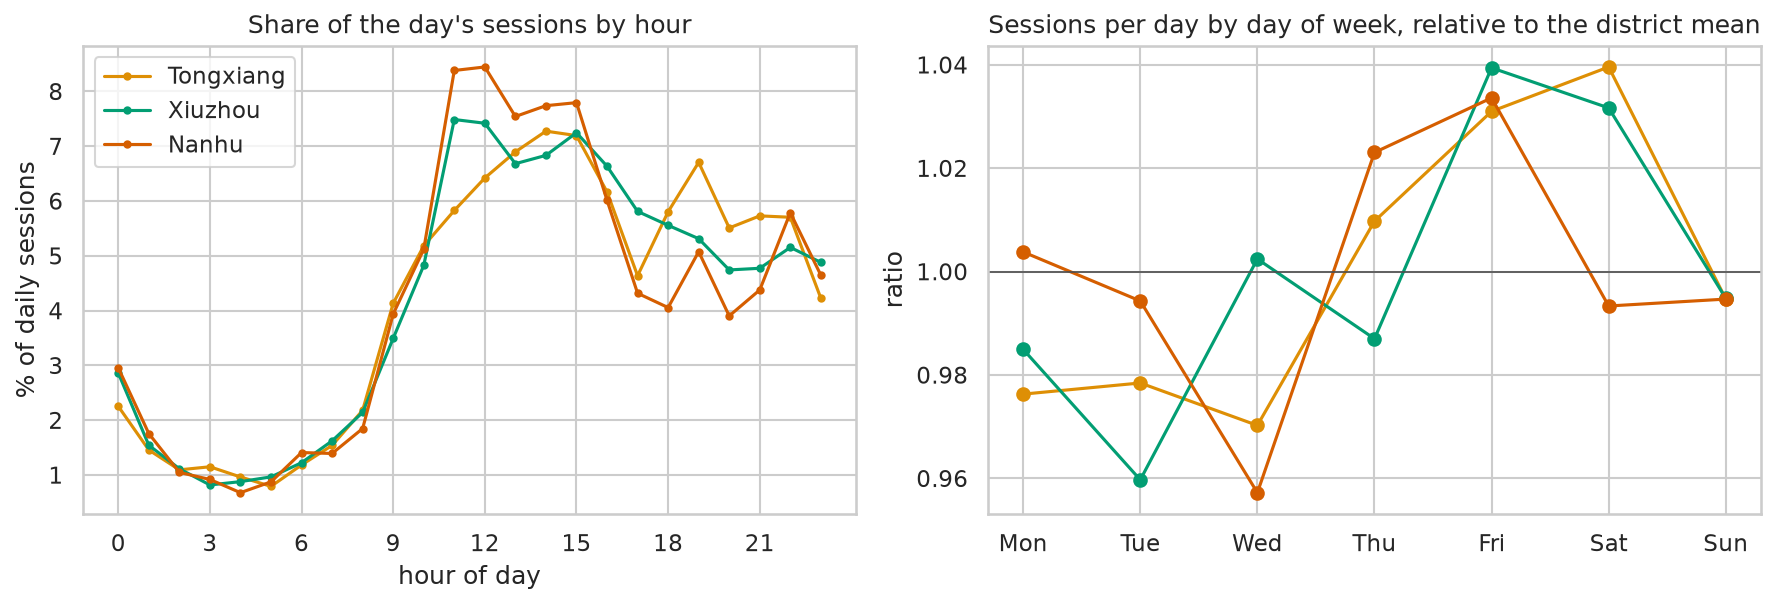 Share of the day's sessions by hour
% of daily sessions
8
7
6
5
4
3
2
1
Tongxiang
Xiuzhou
Nanhu
0 3 6 9 12 15 18 21
hour of day
Sessions per day by day of week, relative to the district mean
ratio
1.04
1.02
1.00
0.98
0.96
Mon Tue Wed Thu Fri Sat Sun